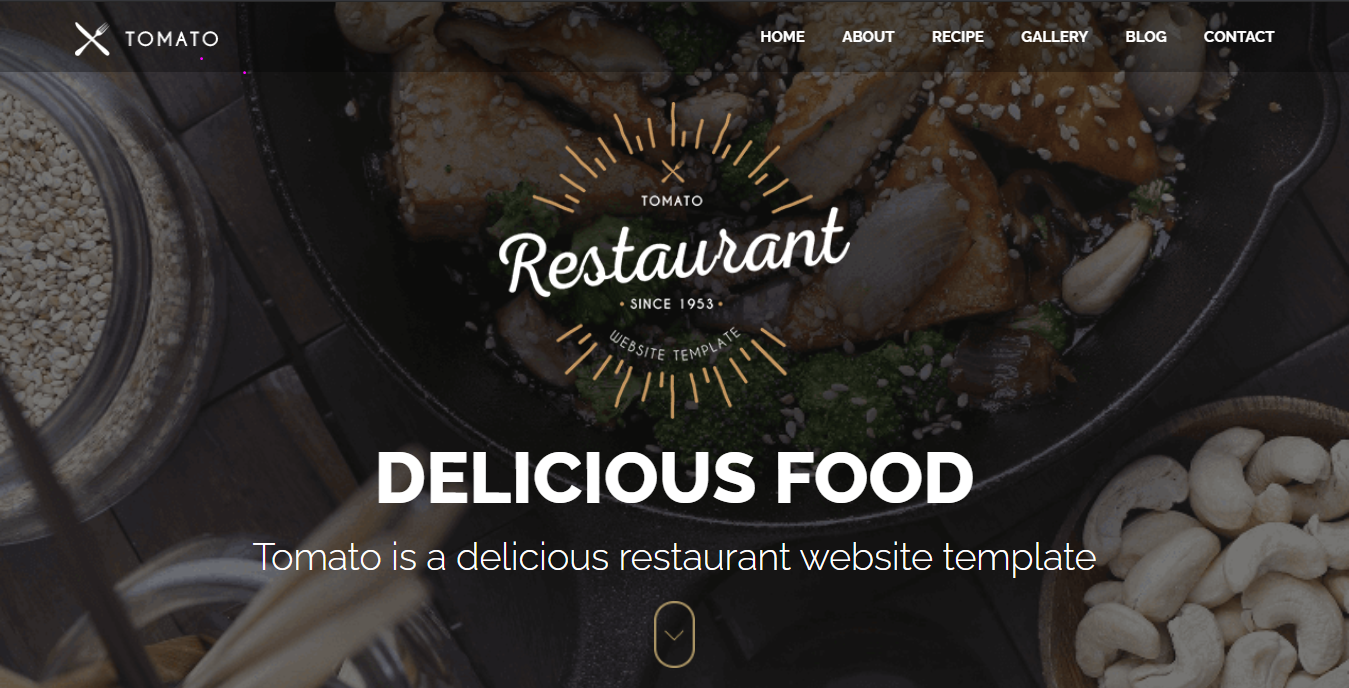 TOMATO
HOME ABOUT RECIPE GALLERY BLOG CONTACT
TOMATO
Restaurant
• SINCE 1953 •
WEBSITE TEMPLATE
DELICIOUS FOOD
Tomato is a delicious restaurant website template